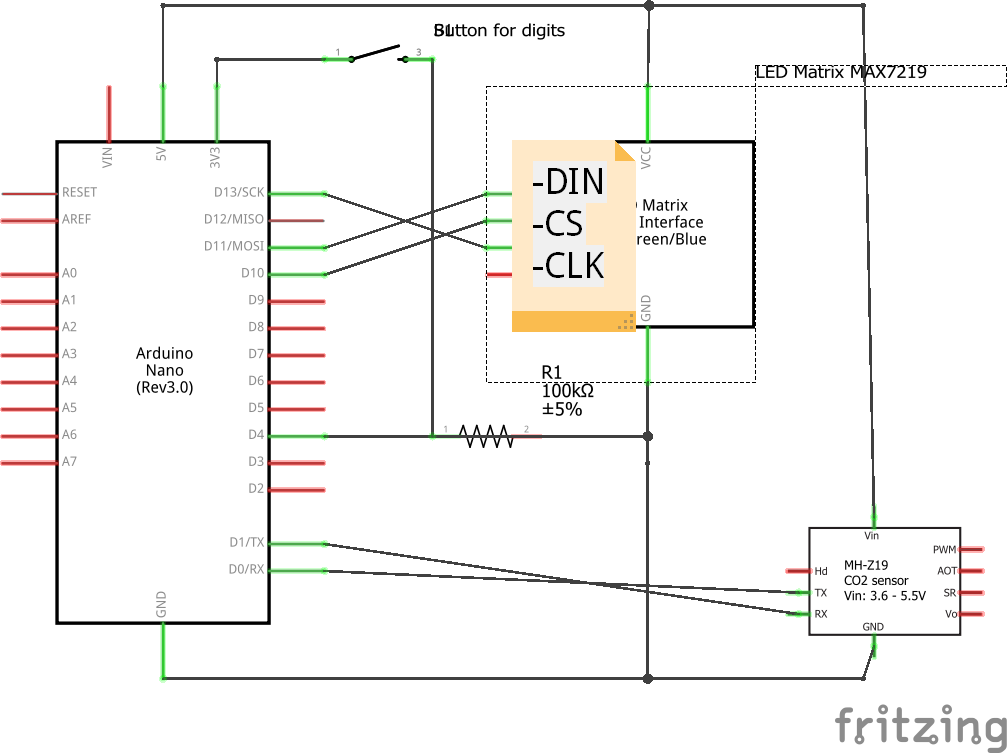 Button for digits
1
3
LED Matrix MAX7219
VIN
5V
3V3
VCC
RESET
AREF
A0
A1
A2
A3
A4
A5
A6
A7
Arduino
Nano
(Rev3.0)
D13/SCK
D12/MISO
D11/MOSI
D10
D9
D8
D7
D6
D5
D4
D3
D2
D1/TX
D0/RX
GND
-DIN
-CS
-CLK
Matrix
Interface
reen/Blue
GND
R1
100kΩ
±5%
1
2
Vin
Hd
TX
RX
MH-Z19
CO2 sensor
Vin: 3.6 - 5.5V
PWM
AOT
SR
Vo
GND
fritzing